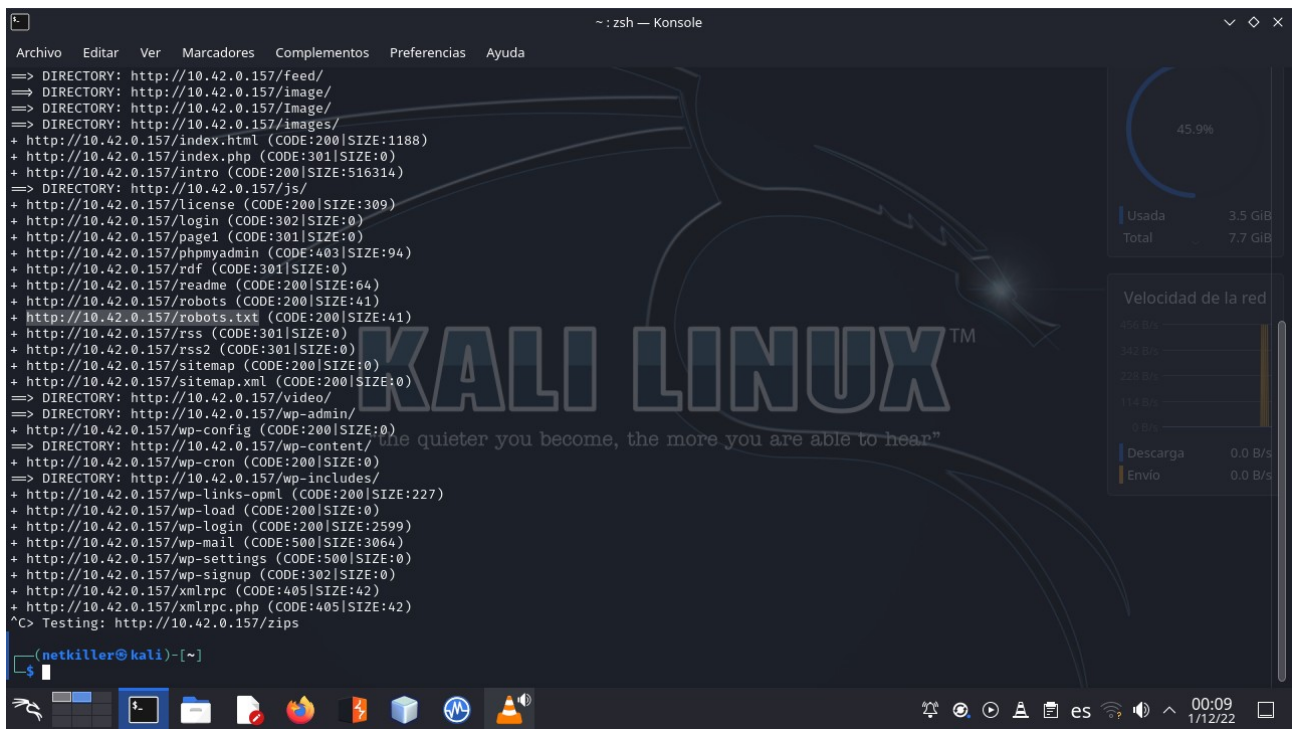 ~ : zsh — Konsole
Archivo Editar Ver Marcadores Complementos Preferencias Ayuda
==> DIRECTORY: http://10.42.0.157/feed/
==> DIRECTORY: http://10.42.0.157/image/
==> DIRECTORY: http://10.42.0.157/Image/
==> DIRECTORY: http://10.42.0.157/images/
+ http://10.42.0.157/index.html (CODE:200|SIZE:1188)
+ http://10.42.0.157/index.php (CODE:301|SIZE:0)
+ http://10.42.0.157/intro (CODE:200|SIZE:516314)
==> DIRECTORY: http://10.42.0.157/js/
+ http://10.42.0.157/license (CODE:200|SIZE:309)
+ http://10.42.0.157/login (CODE:302|SIZE:0)
+ http://10.42.0.157/page1 (CODE:301|SIZE:0)
+ http://10.42.0.157/phpmyadmin (CODE:403|SIZE:94)
+ http://10.42.0.157/rdf (CODE:301|SIZE:0)
+ http://10.42.0.157/readme (CODE:200|SIZE:64)
+ http://10.42.0.157/robots (CODE:200|SIZE:41)
+ http://10.42.0.157/robots.txt (CODE:200|SIZE:41)
+ http://10.42.0.157/rss (CODE:301|SIZE:0)
+ http://10.42.0.157/rss2 (CODE:301|SIZE:0)
+ http://10.42.0.157/sitemap (CODE:200|SIZE:0)
+ http://10.42.0.157/sitemap.xml (CODE:200|SIZE:0)
==> DIRECTORY: http://10.42.0.157/video/
==> DIRECTORY: http://10.42.0.157/wp-admin/
+ http://10.42.0.157/wp-config (CODE:200|SIZE:0)
==> DIRECTORY: http://10.42.0.157/wp-content/
+ http://10.42.0.157/wp-cron (CODE:200|SIZE:0)
==> DIRECTORY: http://10.42.0.157/wp-includes/
+ http://10.42.0.157/wp-links-opml (CODE:200|SIZE:227)
+ http://10.42.0.157/wp-load (CODE:200|SIZE:0)
+ http://10.42.0.157/wp-login (CODE:200|SIZE:2599)
+ http://10.42.0.157/wp-mail (CODE:500|SIZE:3064)
+ http://10.42.0.157/wp-settings (CODE:500|SIZE:0)
+ http://10.42.0.157/wp-signup (CODE:302|SIZE:0)
+ http://10.42.0.157/xmlrpc (CODE:405|SIZE:42)
+ http://10.42.0.157/xmlrpc.php (CODE:405|SIZE:42)
^C> Testing: http://10.42.0.157/zips
(netkiller㉿kali)-[~]
$
KALI LINUX™
"the quieter you become, the more you are able to hear"
45.9%
Usada 3.5 GiB
Total 7.7 GiB
Velocidad de la red
456 B/s
342 B/s
228 B/s
114 B/s
0 B/s
Descarga 0.0 B/s
Envío 0.0 B/s
es
00:09
1/12/22